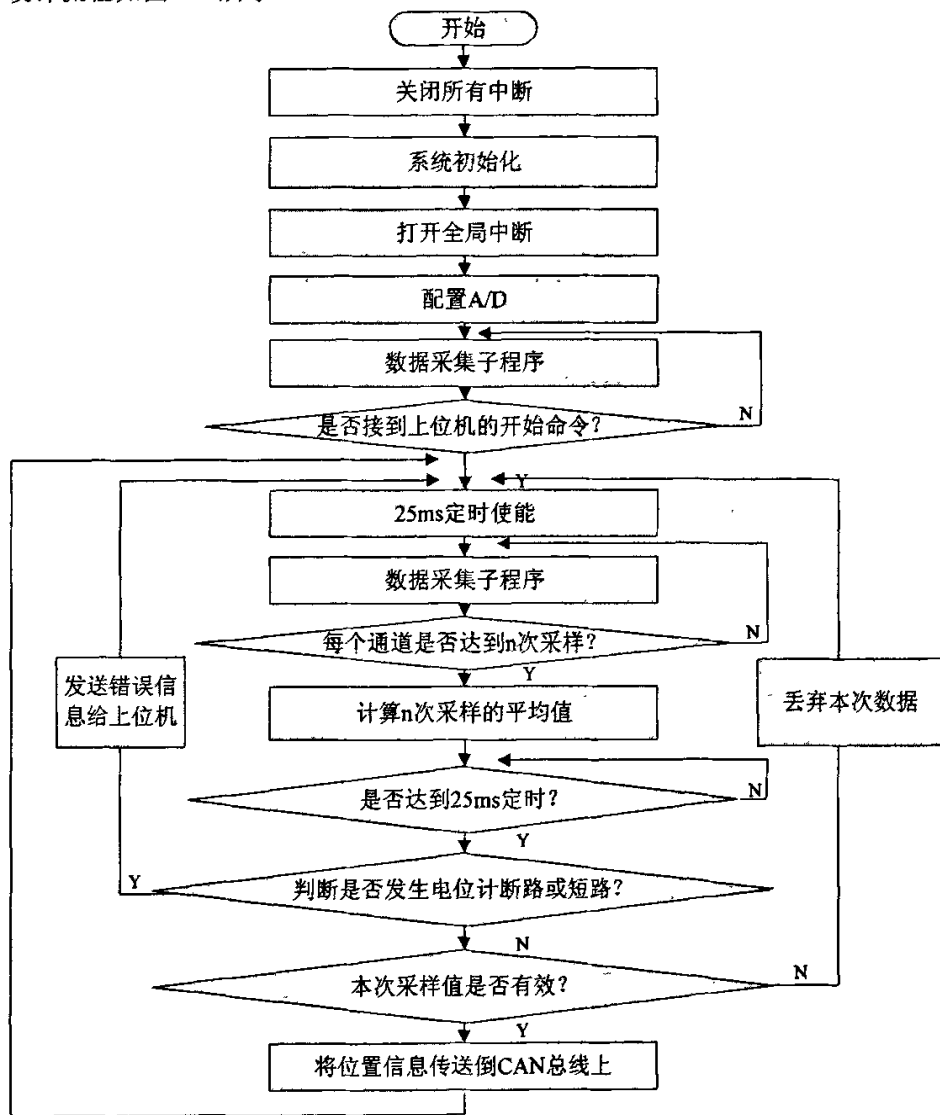 开始
关闭所有中断
系统初始化
打开全局中断
配置A/D
数据采集子程序
N
是否接到上位机的开始命令?
Y
25ms定时使能
数据采集子程序
N
每个通道是否达到n次采样?
Y
发送错误信
息给上位机
计算n次采样的平均值
丢弃本次数据
N
是否达到25ms定时?
Y
Y
判断是否发生电位计断路或短路?
N
N
本次采样值是否有效?
Y
将位置信息传送倒CAN总线上